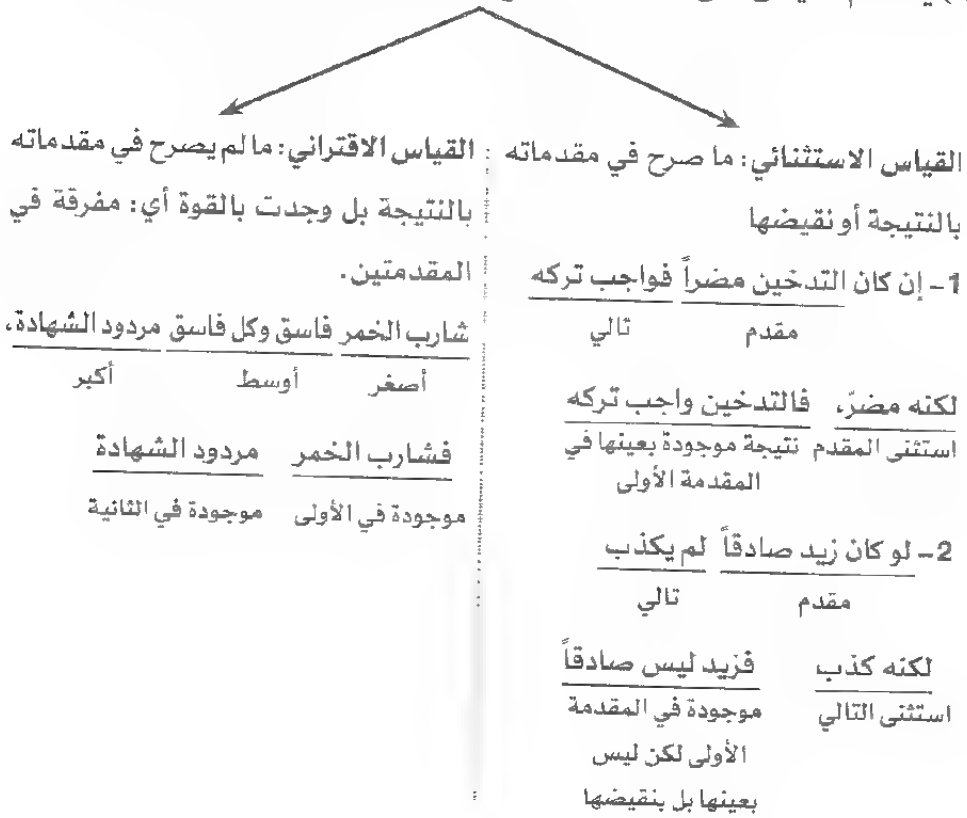 القياس الاستثنائي: ما صرح في مقدماته
بالنتيجة أو نقيضها
1- إن كان التدخين مضراً فواجب تركه
مقدم تالي
لكنه مضرّ، فالتدخين واجب تركه
استثنى المقدم نتيجة موجودة بعينها في
المقدمة الأولى
2- لو كان زيد صادقاً لم يكذب
مقدم تالي
لكنه كذب فزيد ليس صادقاً
استثنى التالي موجودة في المقدمة
الأولى لكن ليس
بعينها بل بنقيضها
القياس الاقتراني: ما لم يصرح في مقدماته
بالنتيجة بل وجدت بالقوة أي: مفرقة في
المقدمتين.
شارب الخمر فاسق وكل فاسق مردود الشهادة،
أصغر أوسط أكبر
فشارب الخمر مردود الشهادة
موجودة في الأولى موجودة في الثانية